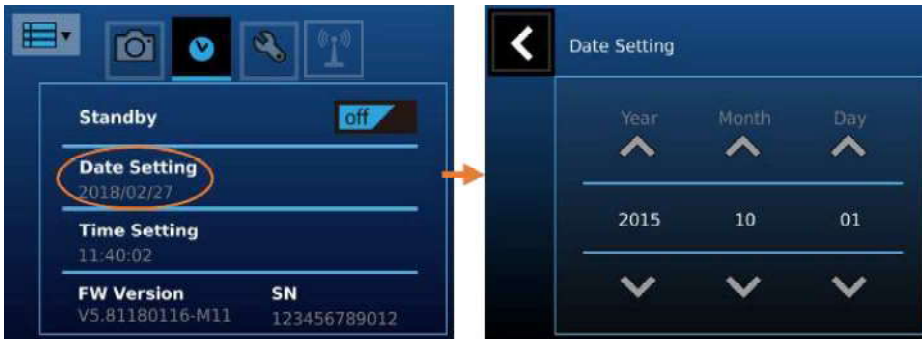 Standby
off
Date Setting
2018/02/27
Time Setting
11:40:02
FW Version SN
V5.81180116-M11 123456789012
Date Setting
Year Month Day
2015 10 01